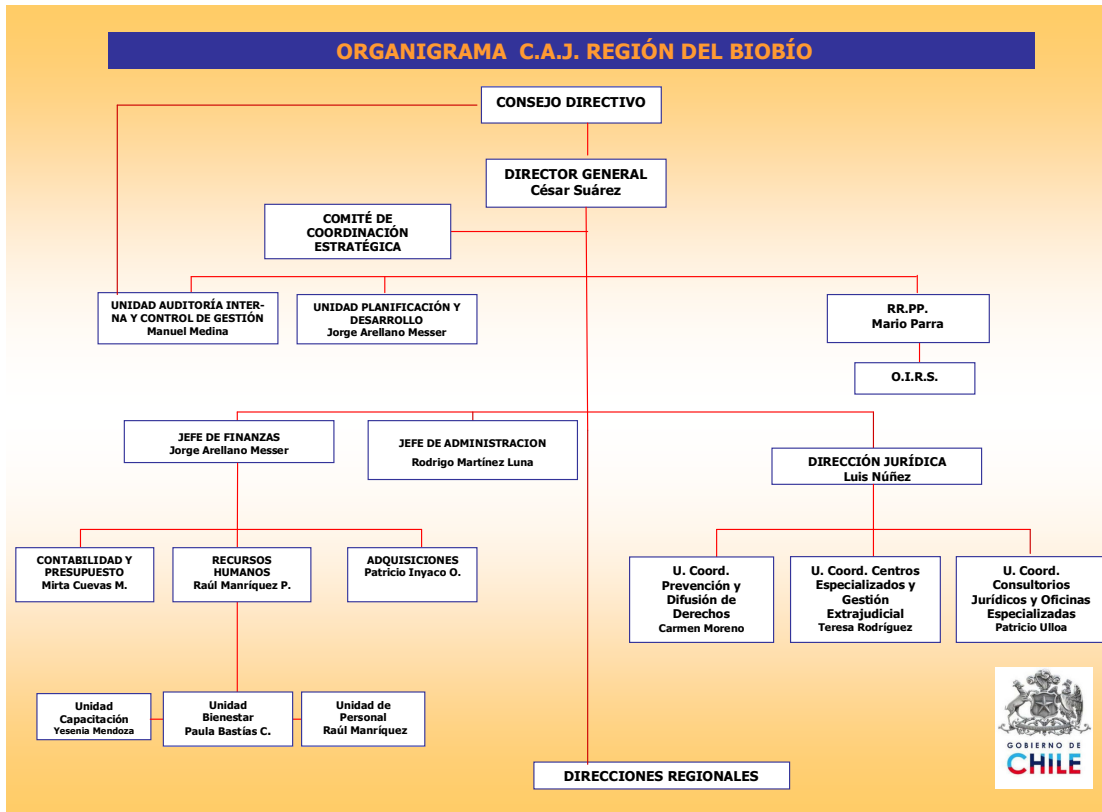 ORGANIGRAMA C.A.J. REGIÓN DEL BIOBÍO
CONSEJO DIRECTIVO
DIRECTOR GENERAL
César Suárez
COMITÉ DE
COORDINACIÓN
ESTRATÉGICA
UNIDAD AUDITORÍA INTER-
NA Y CONTROL DE GESTIÓN
Manuel Medina
UNIDAD PLANIFICACIÓN Y
DESARROLLO
Jorge Arellano Messer
RR.PP.
Mario Parra
O.I.R.S.
JEFE DE FINANZAS
Jorge Arellano Messer
JEFE DE ADMINISTRACION
Rodrigo Martínez Luna
DIRECCIÓN JURÍDICA
Luis Núñez
CONTABILIDAD Y
PRESUPUESTO
Mirta Cuevas M.
RECURSOS
HUMANOS
Raúl Manríquez P.
ADQUISICIONES
Patricio Inyaco O.
U. Coord.
Prevención y
Difusión de
Derechos
Carmen Moreno
U. Coord. Centros
Especializados y
Gestión
Extrajudicial
Teresa Rodríguez
U. Coord.
Consultorios
Jurídicos y Oficinas
Especializadas
Patricio Ulloa
Unidad
Capacitación
Yesenia Mendoza
Unidad
Bienestar
Paula Bastías C.
Unidad de
Personal
Raúl Manríquez
GOBIERNO DE
CHILE
DIRECCIONES REGIONALES